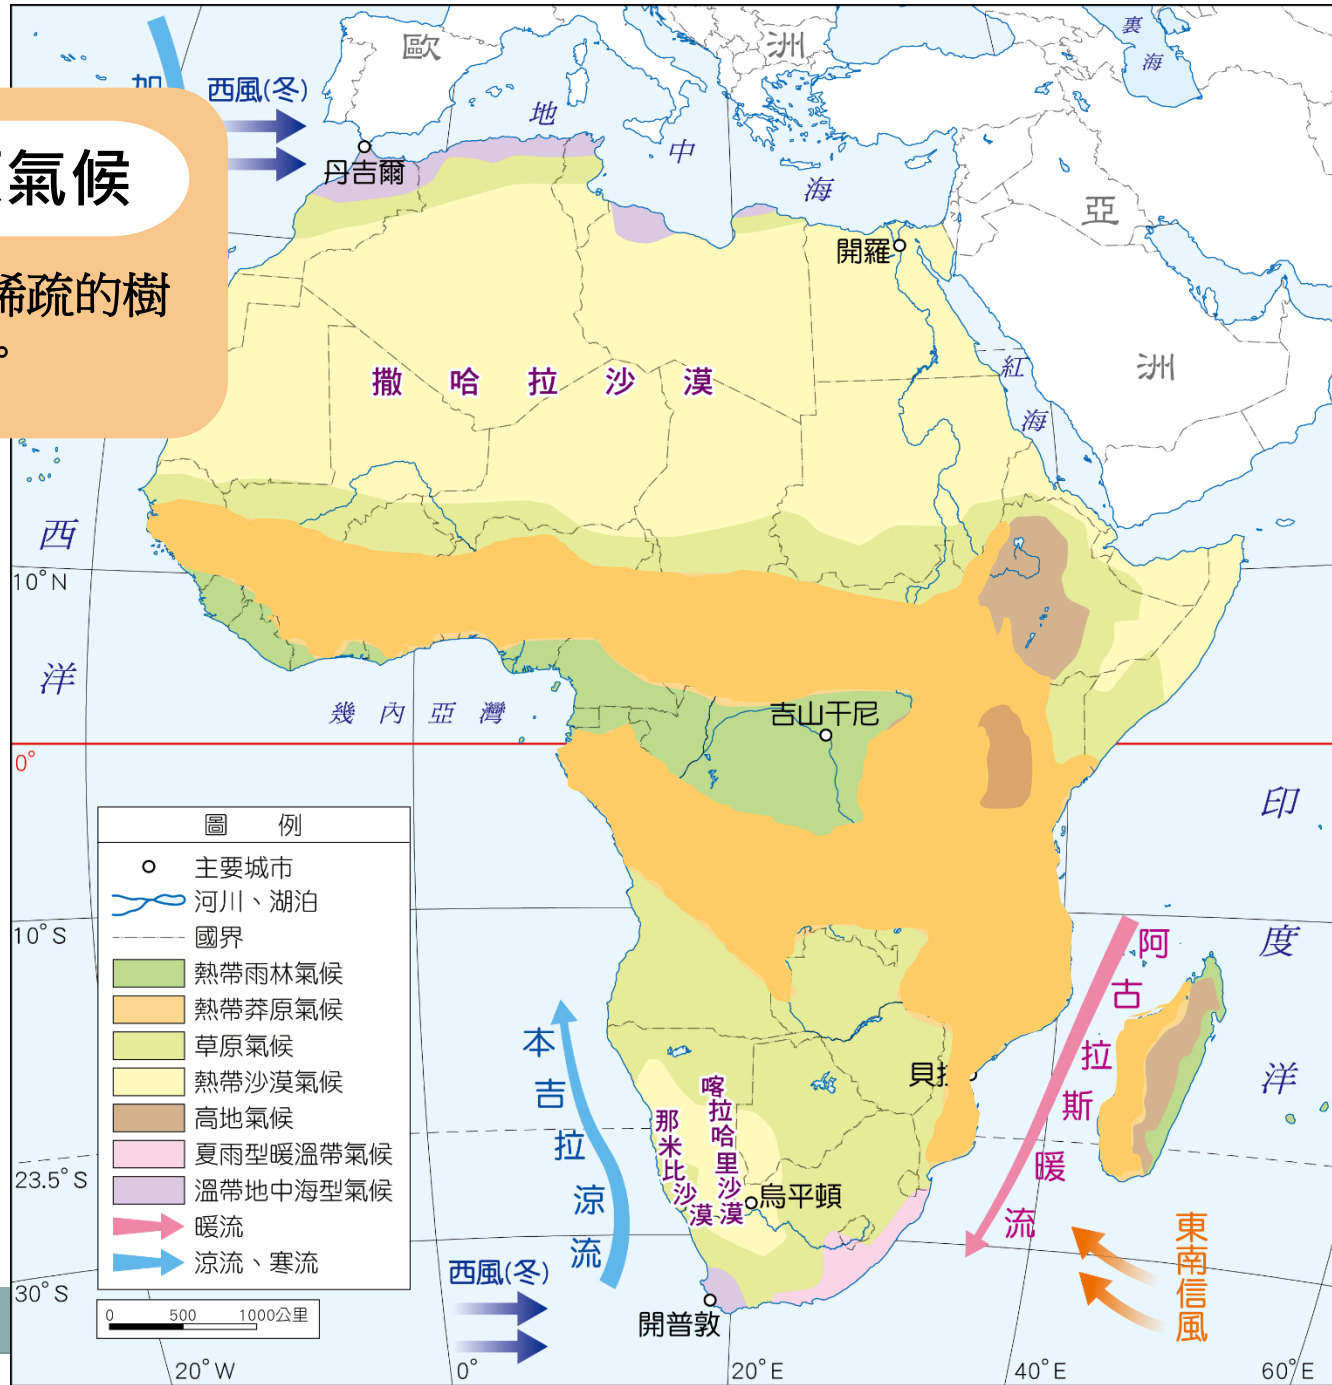 歐洲
裏海
加
西風(冬)
地中海
丹吉爾
氣候
亞洲
開羅
稀疏的樹
。
撒哈拉沙漠
紅海
西洋
10°N
幾內亞灣
吉山干尼
0°
印度洋
圖 例
主要城市
河川、湖泊
國界
熱帶雨林氣候
熱帶莽原氣候
草原氣候
熱帶沙漠氣候
高地氣候
夏雨型暖溫帶氣候
溫帶地中海型氣候
暖流
涼流、寒流
10°S
阿古拉斯暖流
本吉拉涼流
貝拉
喀拉哈里沙漠
那米比沙漠
烏平頓
23.5°S
東南信風
西風(冬)
30°S
開普敦
0 500 1000公里
20°W 0° 20°E 40°E 60°E